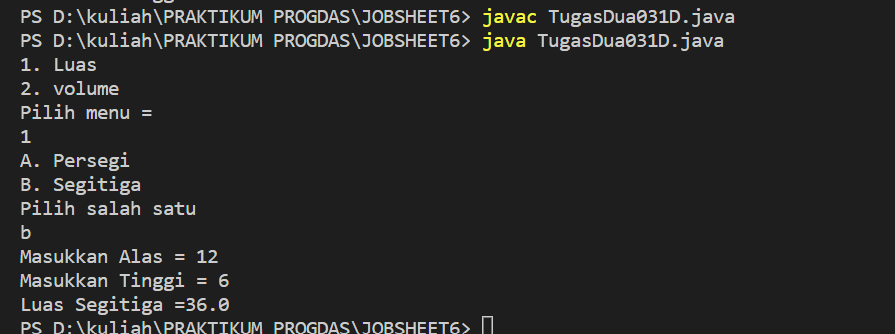 PS D:\kuliah\PRAKTIKUM PROGDAS\JOBSHEET6> javac TugasDua031D.java
PS D:\kuliah\PRAKTIKUM PROGDAS\JOBSHEET6> java TugasDua031D.java
1. Luas
2. volume
Pilih menu =
1
A. Persegi
B. Segitiga
Pilih salah satu
b
Masukkan Alas = 12
Masukkan Tinggi = 6
Luas Segitiga =36.0
PS D:\kuliah\PRAKTIKUM PROGDAS\JOBSHEET6>